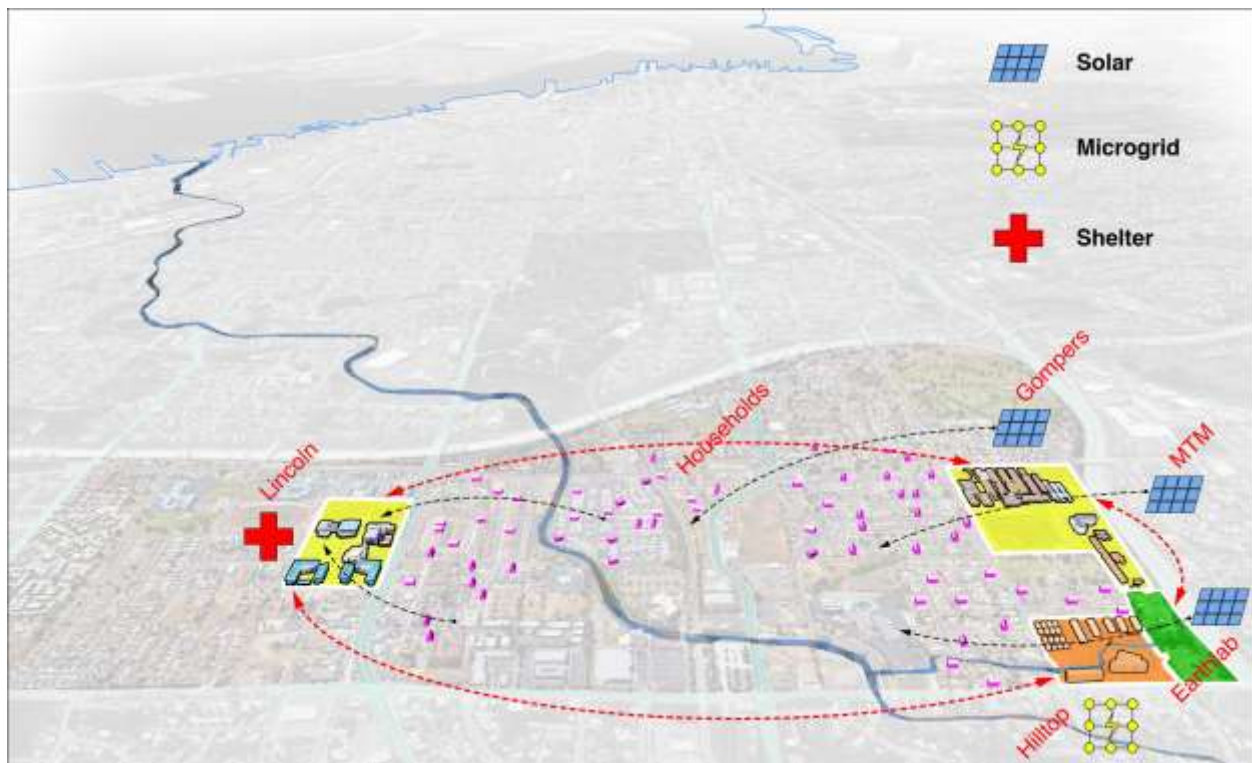 Solar
Microgrid
Shelter
Gompers
MTM
Households
Lincoln
Earthlab
Hilltop